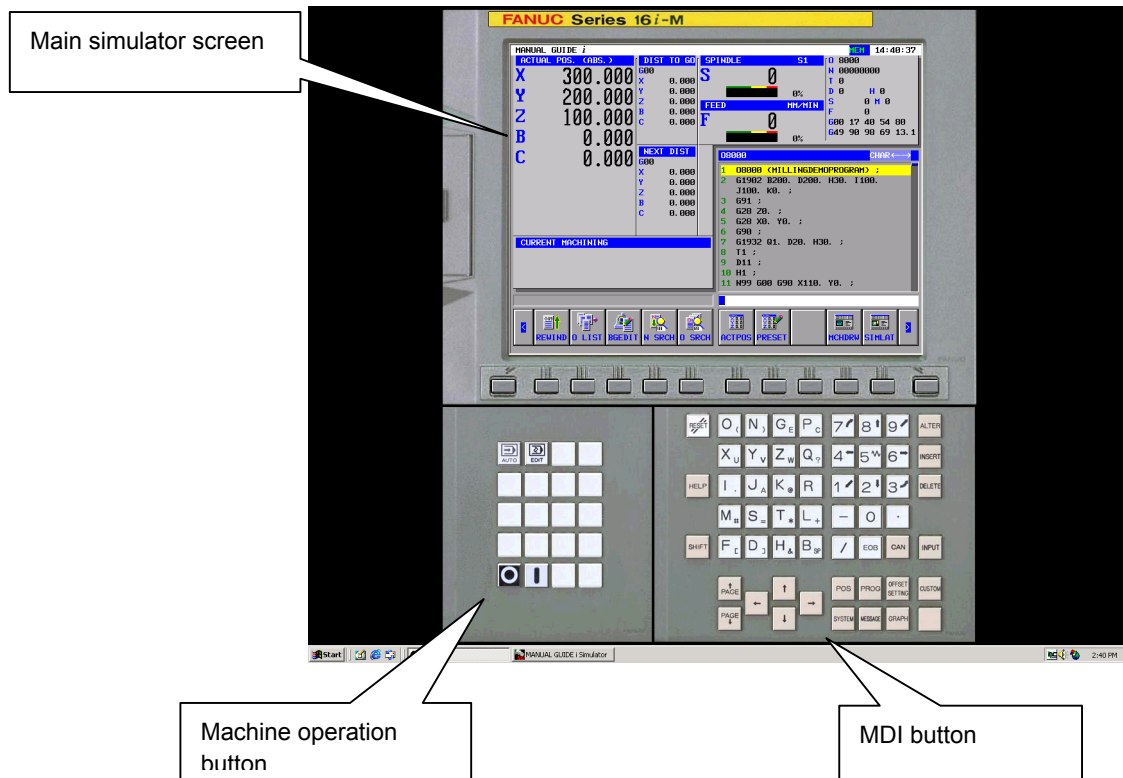 Main simulator screen
FANUC Series 16i-M
MANUAL GUIDE i
MEM 14:40:37
ACTUAL POS. (ABS.)
X 300.000
Y 200.000
Z 100.000
B 0.000
C 0.000
DIST TO GO
G00
X 0.000
Y 0.000
Z 0.000
B 0.000
C 0.000
NEXT DIST
G00
X 0.000
Y 0.000
Z 0.000
B 0.000
C 0.000
SPINDLE S1
S 0
0%
FEED MM/MIN
F 0
0%
O 8000
N 00000000
T 0
D 0 H 0
S 0 M 0
F 0
G00 17 40 54 80
G49 90 98 69 13.1
O8000 CHAR←→
1 O8000 (MILLINGDEMOPROGRAM) ;
2 G1902 B200. D200. H30. I100.
J100. K0. ;
3 G91 ;
4 G28 Z0. ;
5 G28 X0. Y0. ;
6 G90 ;
7 G1932 Q1. D20. H30. ;
8 T1 ;
9 D11 ;
10 H1 ;
11 N99 G00 G90 X110. Y0. ;
CURRENT MACHINING
< REWIND O LIST BGEDIT N SRCH O SRCH ACTPOS PRESET MCHDRW SIMLAT >
AUTO EDIT
RESET O ( N ) G E P C 7 8 9 ALTER
X U Y V Z W Q ? 4 5 6 INSERT
HELP I . J A K @ R 1 2 3 DELETE
M # S = T * L + - 0 .
SHIFT F [ D ] H & B SP / EOB CAN INPUT
↑ PAGE ↑ POS PROG OFFSET SETTING CUSTOM
← →
PAGE ↓ ↓ SYSTEM MESSAGE GRAPH
Start MANUAL GUIDE i Simulator 2:40 PM
Machine operation
button
MDI button